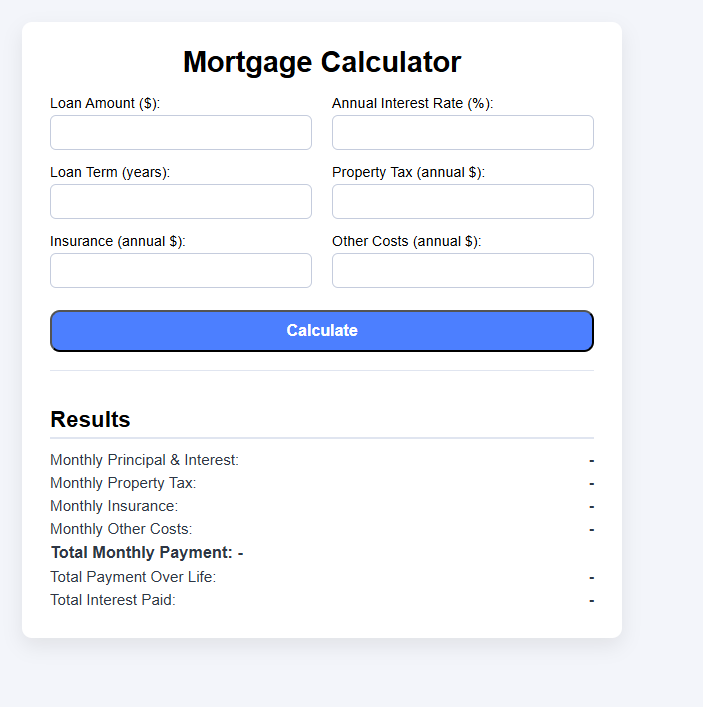 Mortgage Calculator
Loan Amount ($): Annual Interest Rate (%):
Loan Term (years): Property Tax (annual $):
Insurance (annual $): Other Costs (annual $):
Calculate
Results
Monthly Principal & Interest: -
Monthly Property Tax: -
Monthly Insurance: -
Monthly Other Costs: -
Total Monthly Payment: -
Total Payment Over Life: -
Total Interest Paid: -